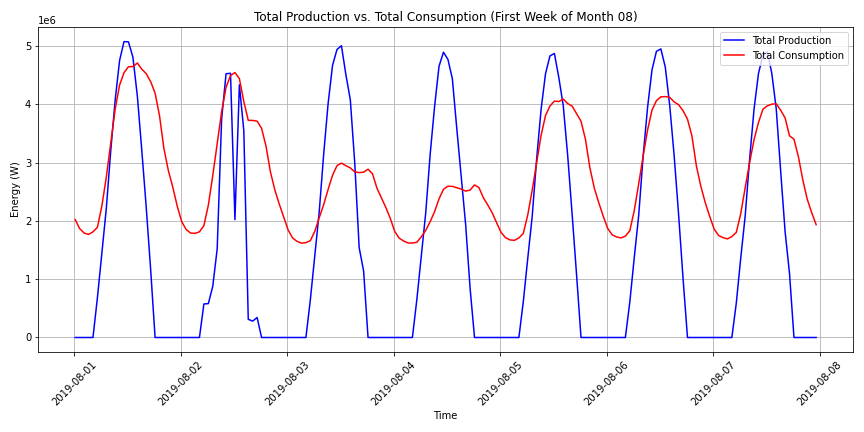 Total Production vs. Total Consumption (First Week of Month 08)
1e6
Total Production
Total Consumption
5
4
3
2
1
0
Energy (W)
2019-08-01
2019-08-02
2019-08-03
2019-08-04
2019-08-05
2019-08-06
2019-08-07
2019-08-08
Time